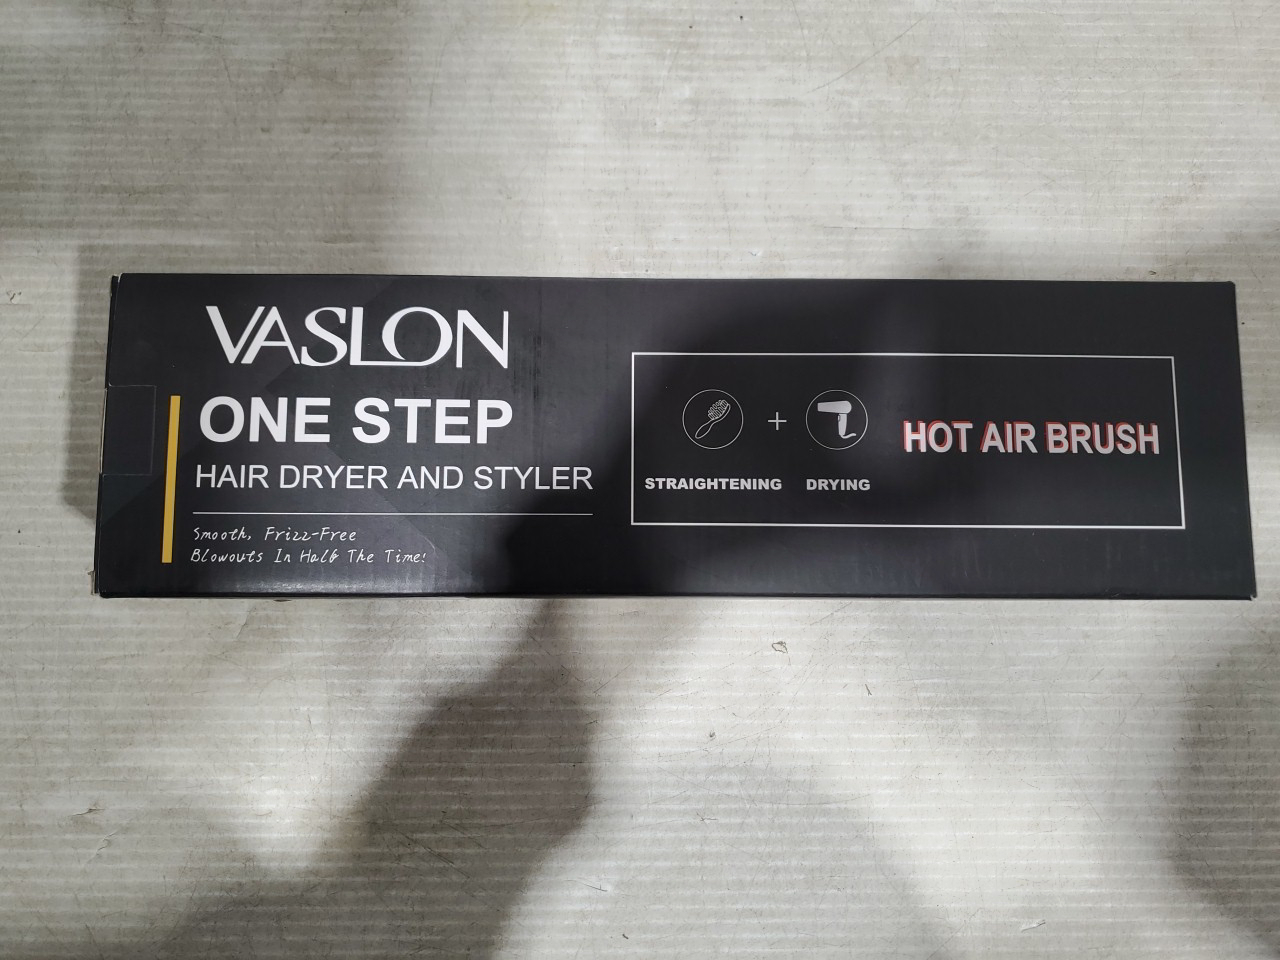 VASLON
ONE STEP
HAIR DRYER AND STYLER
Smooth, Frizz-Free
Blowouts In Half The Time!
+
STRAIGHTENING DRYING
HOT AIR BRUSH